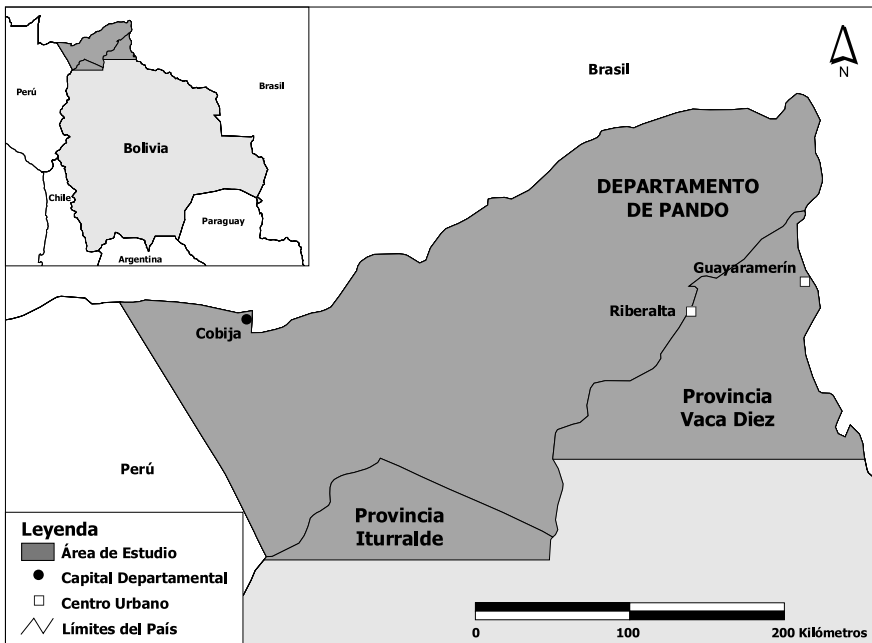 Perú
Brasil
Bolivia
Chile
Paraguay
Argentina
Brasil
N
DEPARTAMENTO
DE PANDO
Guayaramerín
Riberalta
Cobija
Provincia
Vaca Diez
Perú
Provincia
Iturralde
Leyenda
Área de Estudio
Capital Departamental
Centro Urbano
Límites del País
0 100 200 Kilómetros